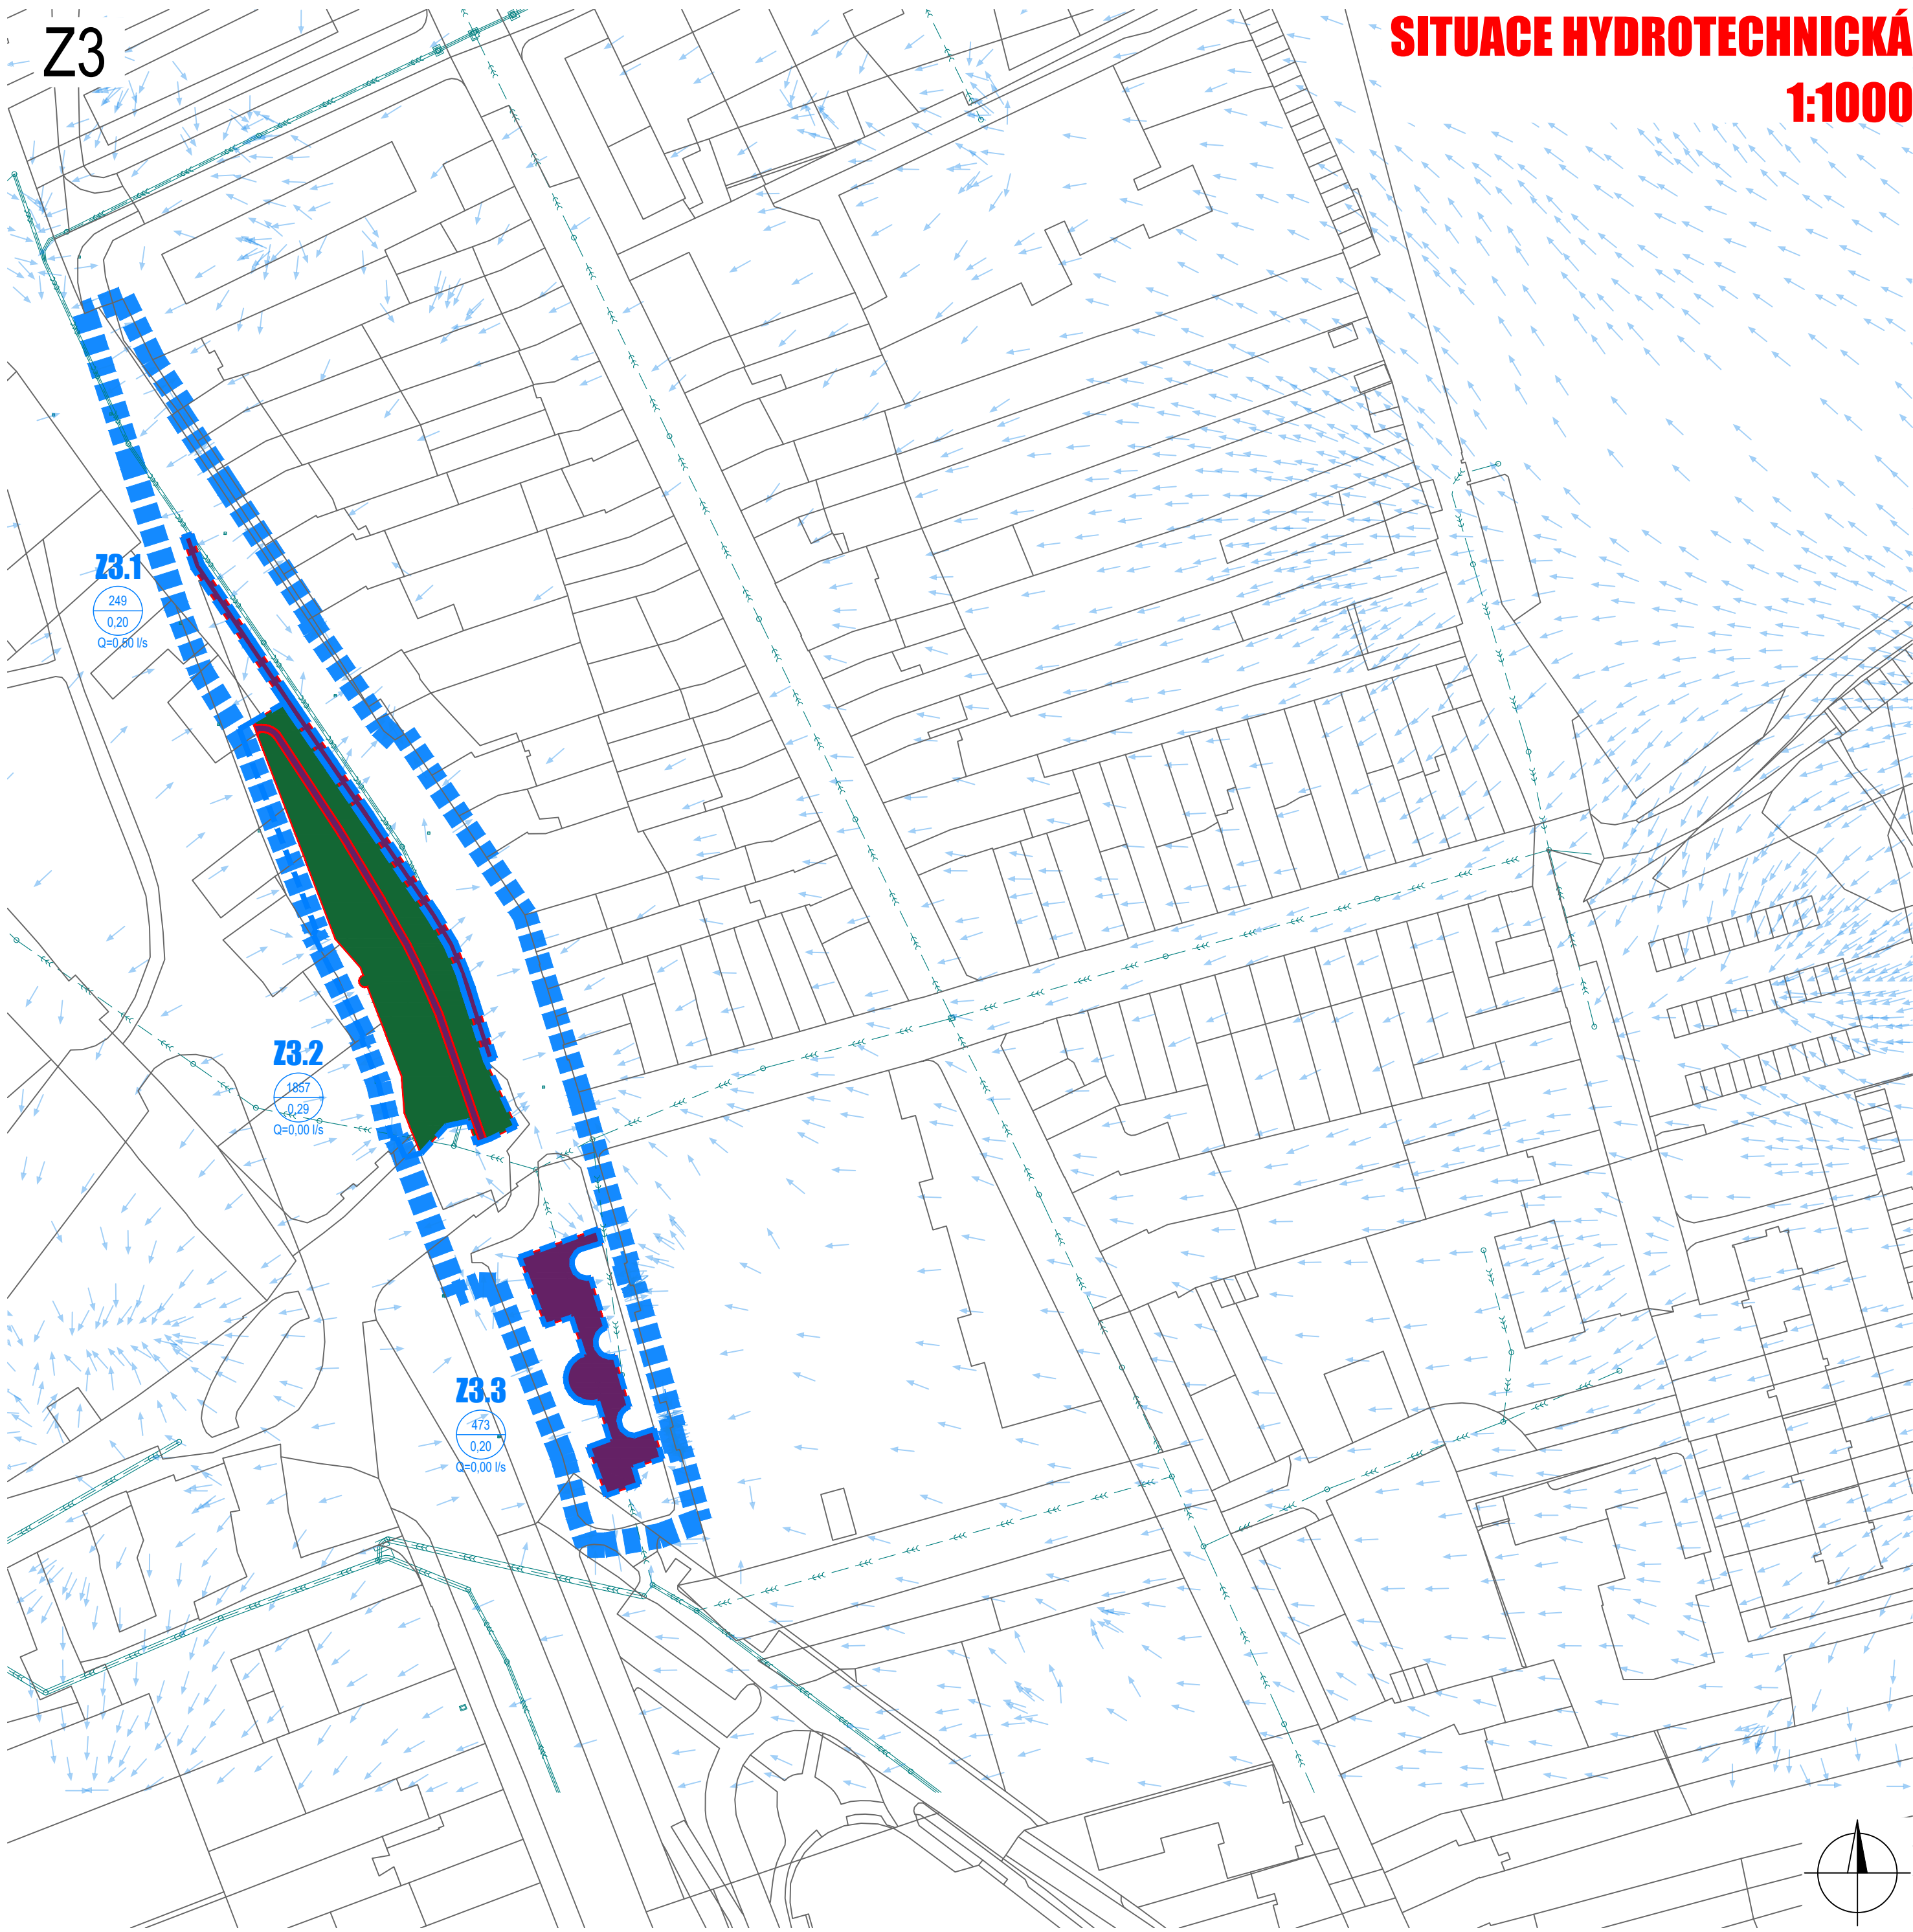 Z3
SITUACE HYDROTECHNICKÁ
1:1000
Z3.1
249
0,20
Q=0,50 l/s
Z3.2
1857
0,29
Q=0,00 l/s
Z3.3
473
0,20
Q=0,00 l/s